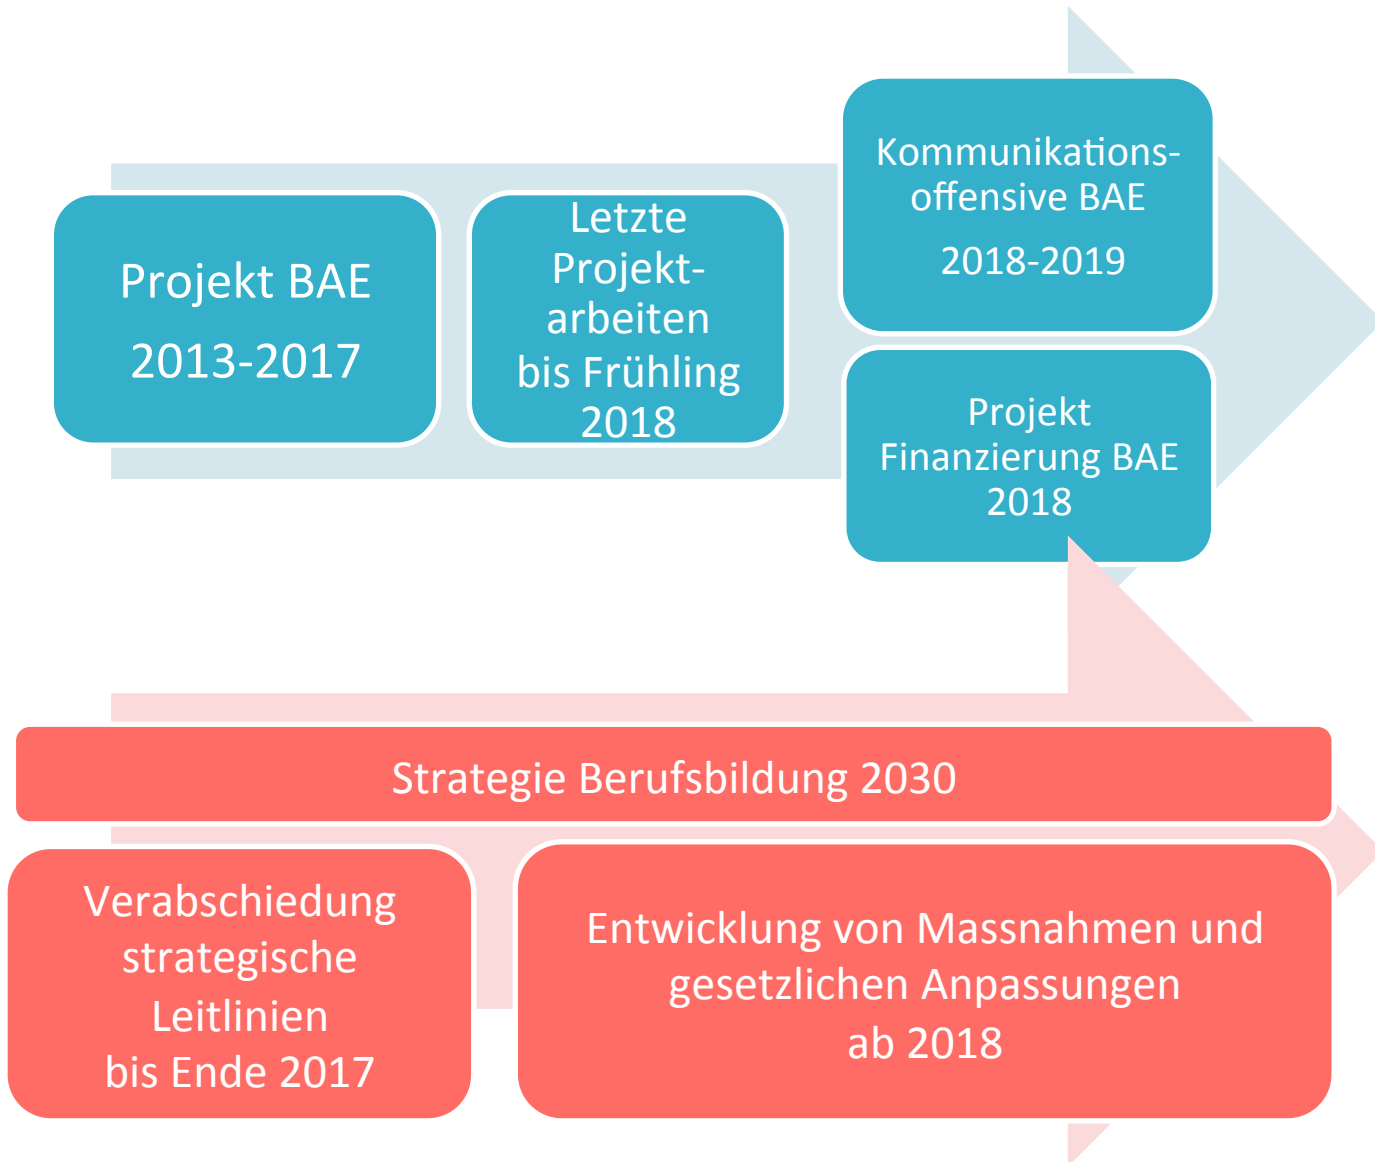 Projekt BAE
2013-2017
Letzte
Projekt-
arbeiten
bis Frühling
2018
Kommunikations-
offensive BAE
2018-2019
Projekt
Finanzierung BAE
2018
Strategie Berufsbildung 2030
Verabschiedung
strategische
Leitlinien
bis Ende 2017
Entwicklung von Massnahmen und
gesetzlichen Anpassungen
ab 2018